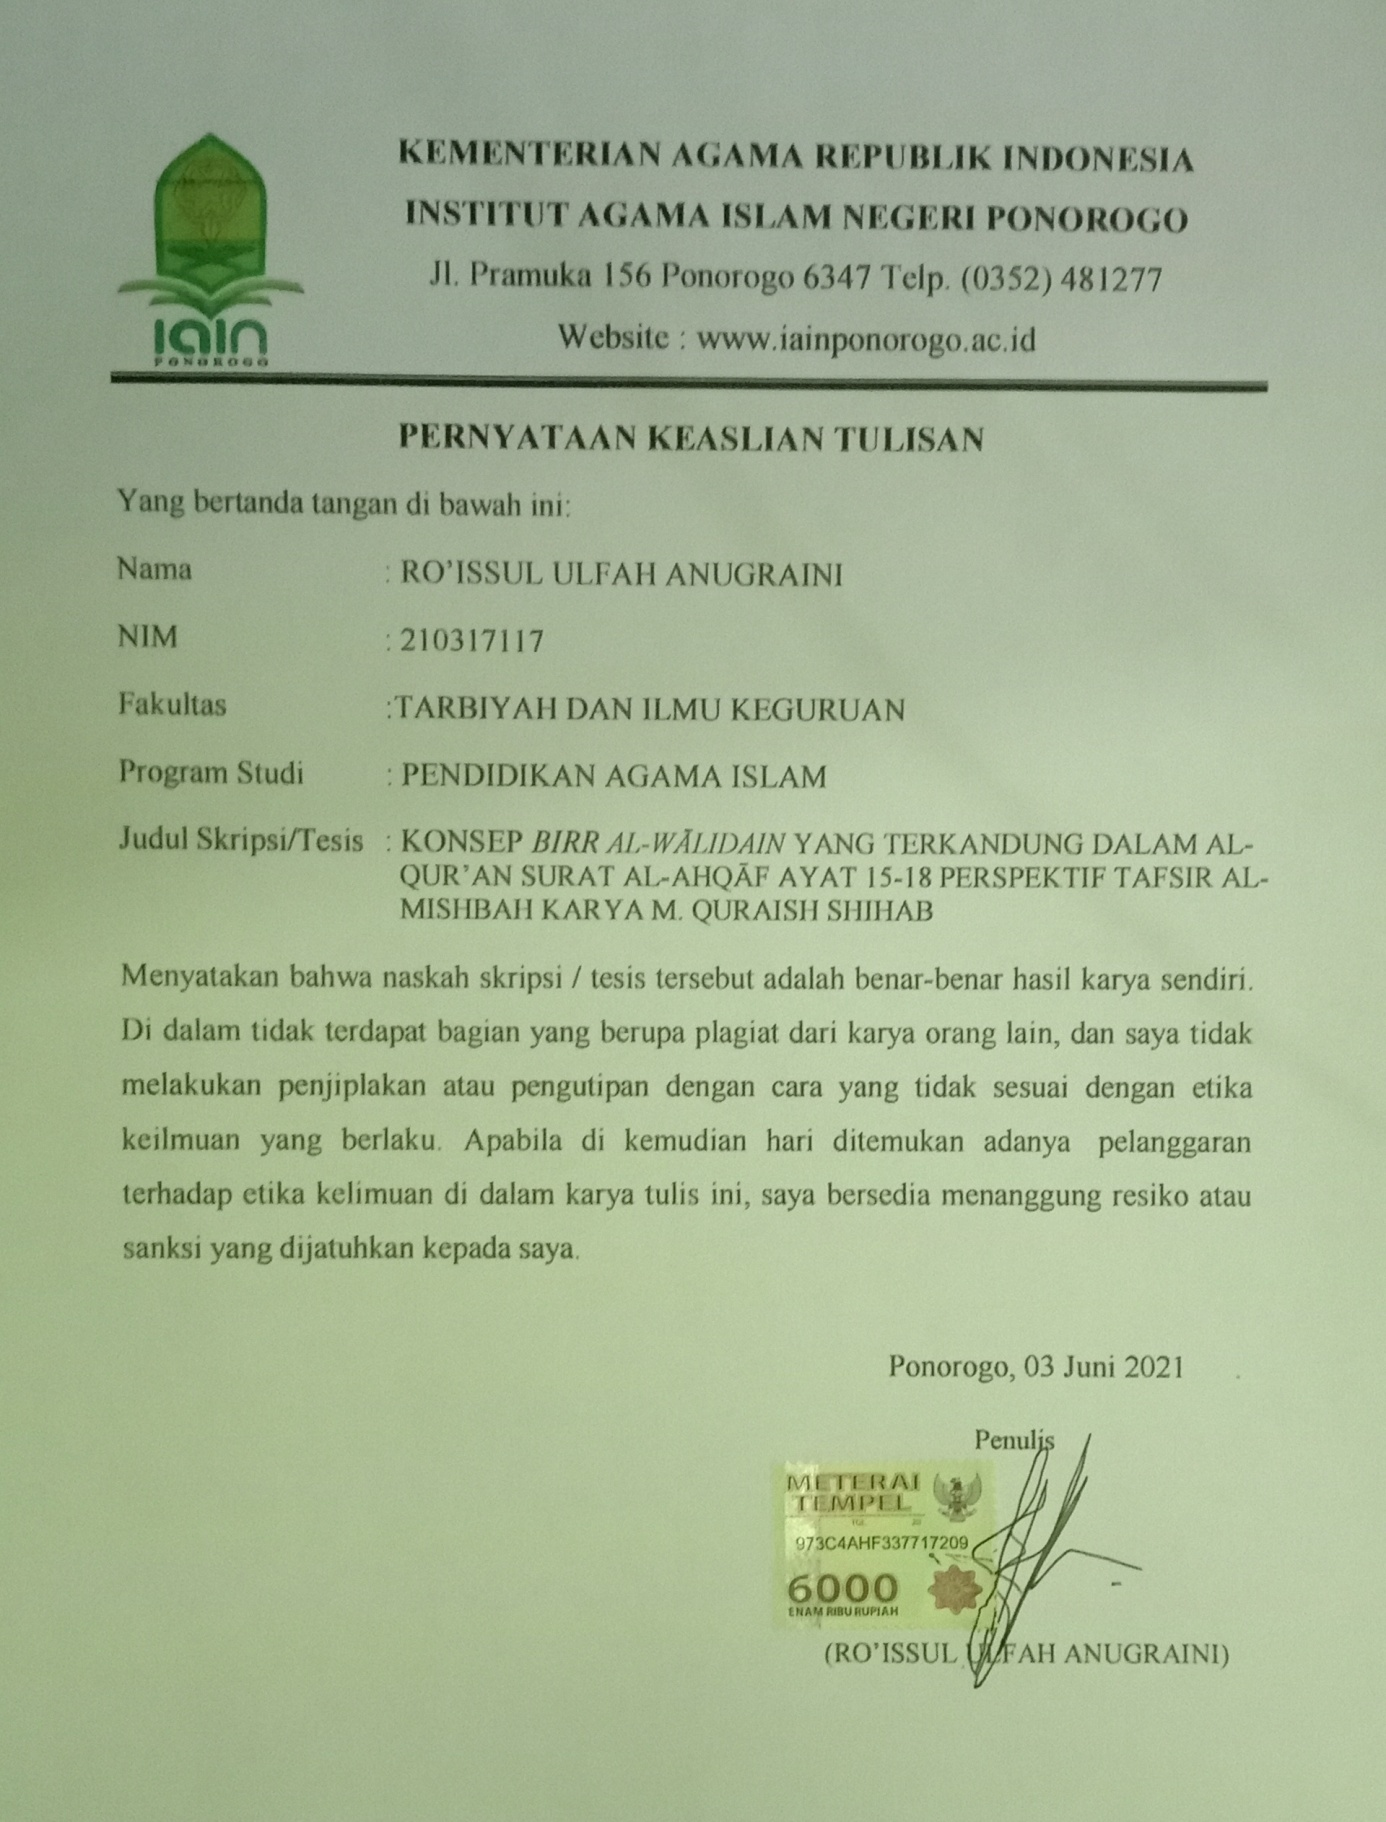 KEMENTERIAN AGAMA REPUBLIK INDONESIA
INSTITUT AGAMA ISLAM NEGERI PONOROGO
Jl. Pramuka 156 Ponorogo 6347 Telp. (0352) 481277
Website : www.iainponorogo.ac.id
IAIN
PONOROGO
PERNYATAAN KEASLIAN TULISAN
Yang bertanda tangan di bawah ini:
Nama : RO'ISSUL ULFAH ANUGRAINI
NIM : 210317117
Fakultas :TARBIYAH DAN ILMU KEGURUAN
Program Studi : PENDIDIKAN AGAMA ISLAM
Judul Skripsi/Tesis : KONSEP BIRR AL-WĀLIDAIN YANG TERKANDUNG DALAM AL-
QUR'AN SURAT AL-AHQĀF AYAT 15-18 PERSPEKTIF TAFSIR AL-
MISHBAH KARYA M. QURAISH SHIHAB
Menyatakan bahwa naskah skripsi / tesis tersebut adalah benar-benar hasil karya sendiri.
Di dalam tidak terdapat bagian yang berupa plagiat dari karya orang lain, dan saya tidak
melakukan penjiplakan atau pengutipan dengan cara yang tidak sesuai dengan etika
keilmuan yang berlaku. Apabila di kemudian hari ditemukan adanya pelanggaran
terhadap etika kelimuan di dalam karya tulis ini, saya bersedia menanggung resiko atau
sanksi yang dijatuhkan kepada saya.
Ponorogo, 03 Juni 2021
Penulis
METERAI
TEMPEL
TGL. 20
973C4AHF337717209
6000
ENAM RIBU RUPIAH
(RO'ISSUL ULFAH ANUGRAINI)